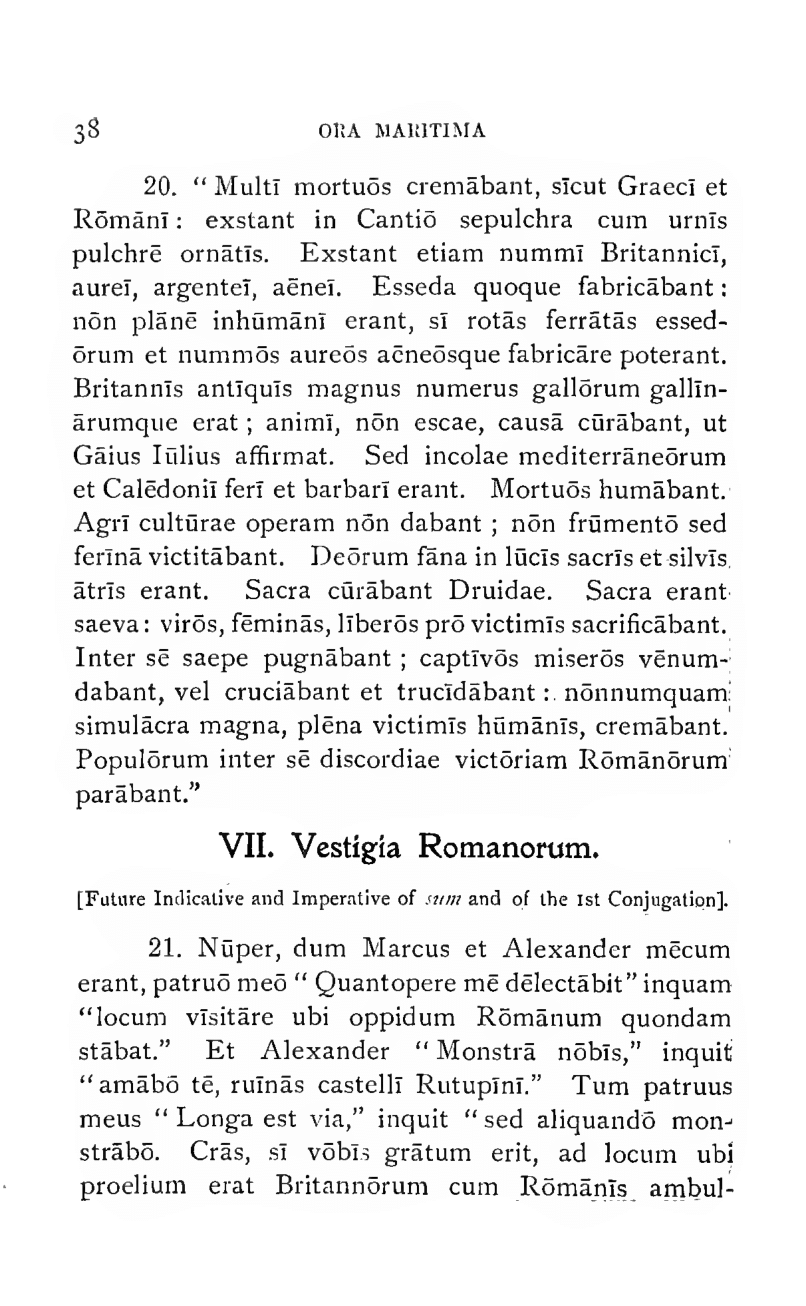 38 ORA MARITIMA
20. “ Multī mortuōs cremābant, sīcut Graecī et
Rōmānī : exstant in Cantiō sepulchra cum urnīs
pulchrē ornātīs. Exstant etiam nummī Britannicī,
aureī, argenteī, aēneī. Esseda quoque fabricābant :
nōn plānē inhūmānī erant, sī rotās ferrātās essed-
ōrum et nummōs aureōs aēneōsque fabricāre poterant.
Britannīs antīquīs magnus numerus gallōrum gallīn-
ārumque erat ; animī, nōn escae, causā cūrābant, ut
Gāius Iūlius affirmat. Sed incolae mediterrāneōrum
et Calēdoniī ferī et barbarī erant. Mortuōs humābant.
Agrī cultūrae operam nōn dabant ; nōn frūmentō sed
ferīnā victitābant. Deōrum fāna in lūcīs sacrīs et silvīs
ātrīs erant. Sacra cūrābant Druidae. Sacra erant
saeva : virōs, fēminās, līberōs prō victimīs sacrificābant.
Inter sē saepe pugnābant ; captīvōs miserōs vēnum-
dabant, vel cruciābant et trucīdābant : nōnnumquam
simulācra magna, plēna victimīs hūmānīs, cremābant.
Populōrum inter sē discordiae victōriam Rōmānōrum
parābant.”
VII. Vestigia Romanorum.
[Future Indicative and Imperative of sum and of the 1st Conjugation].
21. Nūper, dum Marcus et Alexander mēcum
erant, patruō meō “ Quantopere mē dēlectābit ” inquam
“ locum vīsitāre ubi oppidum Rōmānum quondam
stābat.” Et Alexander “ Monstrā nōbīs,” inquit
“ amābō tē, ruīnās castellī Rutupīnī.” Tum patruus
meus “ Longa est via,” inquit “ sed aliquandō mon-
strābō. Crās, sī vōbīs grātum erit, ad locum ubi
proelium erat Britannōrum cum Rōmānīs ambul-